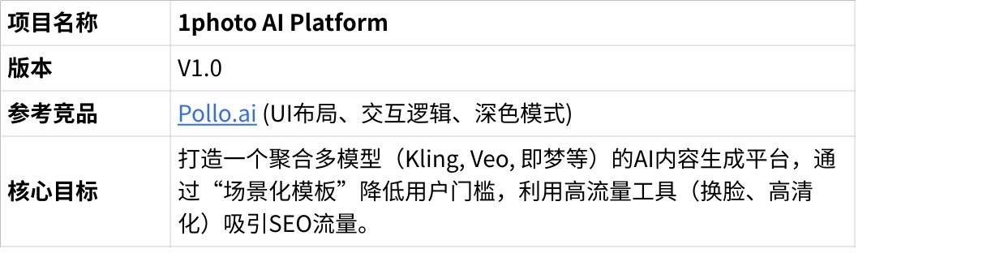 项目名称 1photo AI Platform
版本 V1.0
参考竞品 Pollo.ai (UI布局、交互逻辑、深色模式)
核心目标 打造一个聚合多模型（Kling, Veo, 即梦等）的AI内容生成平台，通
过“场景化模板”降低用户门槛，利用高流量工具（换脸、高清
化）吸引SEO流量。